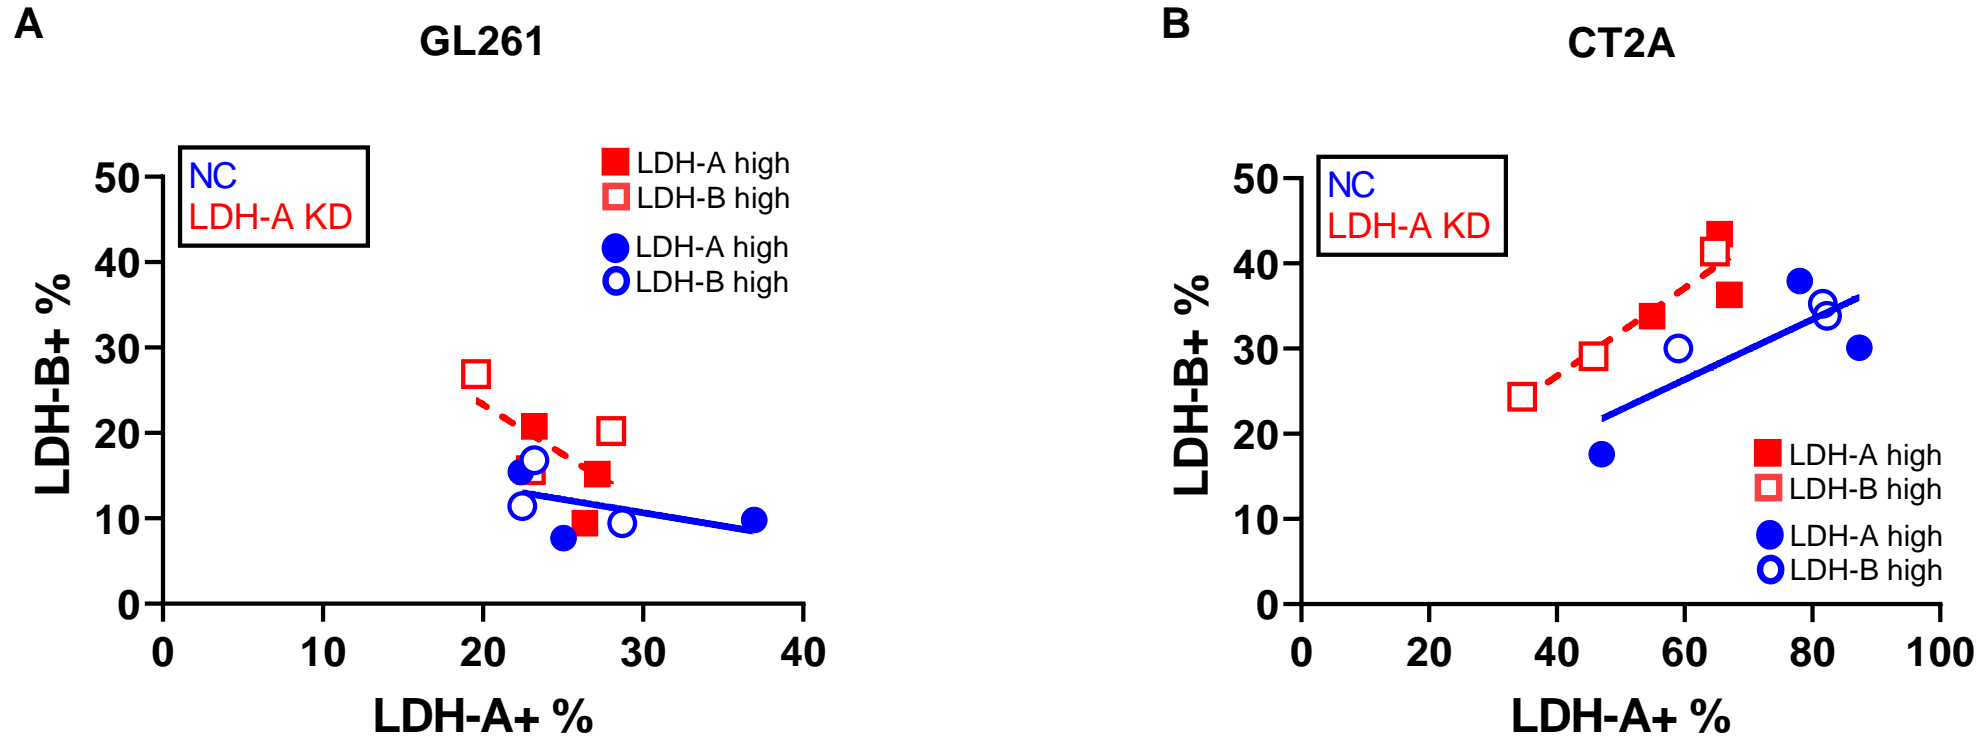 A
GL261
NC
LDH-A KD
LDH-A high
LDH-B high
LDH-A high
LDH-B high
50
40
30
20
10
0
LDH-B+ %
0 10 20 30 40
LDH-A+ %
B
CT2A
NC
LDH-A KD
50
40
30
20
10
0
LDH-B+ %
LDH-A high
LDH-B high
LDH-A high
LDH-B high
0 20 40 60 80 100
LDH-A+ %